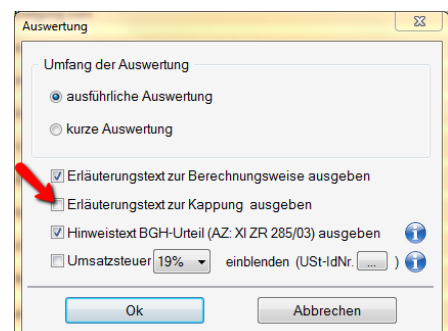 Auswertung
Umfang der Auswertung
ausführliche Auswertung
kurze Auswertung
Erläuterungstext zur Berechnungsweise ausgeben
Erläuterungstext zur Kappung ausgeben
Hinweistext BGH-Urteil (AZ: XI ZR 285/03) ausgeben
Umsatzsteuer 19% einblenden (USt-IdNr. ... )
Ok Abbrechen